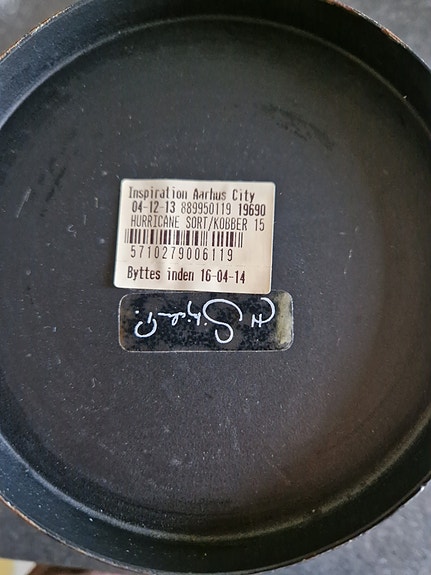 Inspiration Aarhus City
04-12-13 889950119 19690
HURRICANE SORT/KOBBER 15
5710279006119
Byttes inden 16-04-14